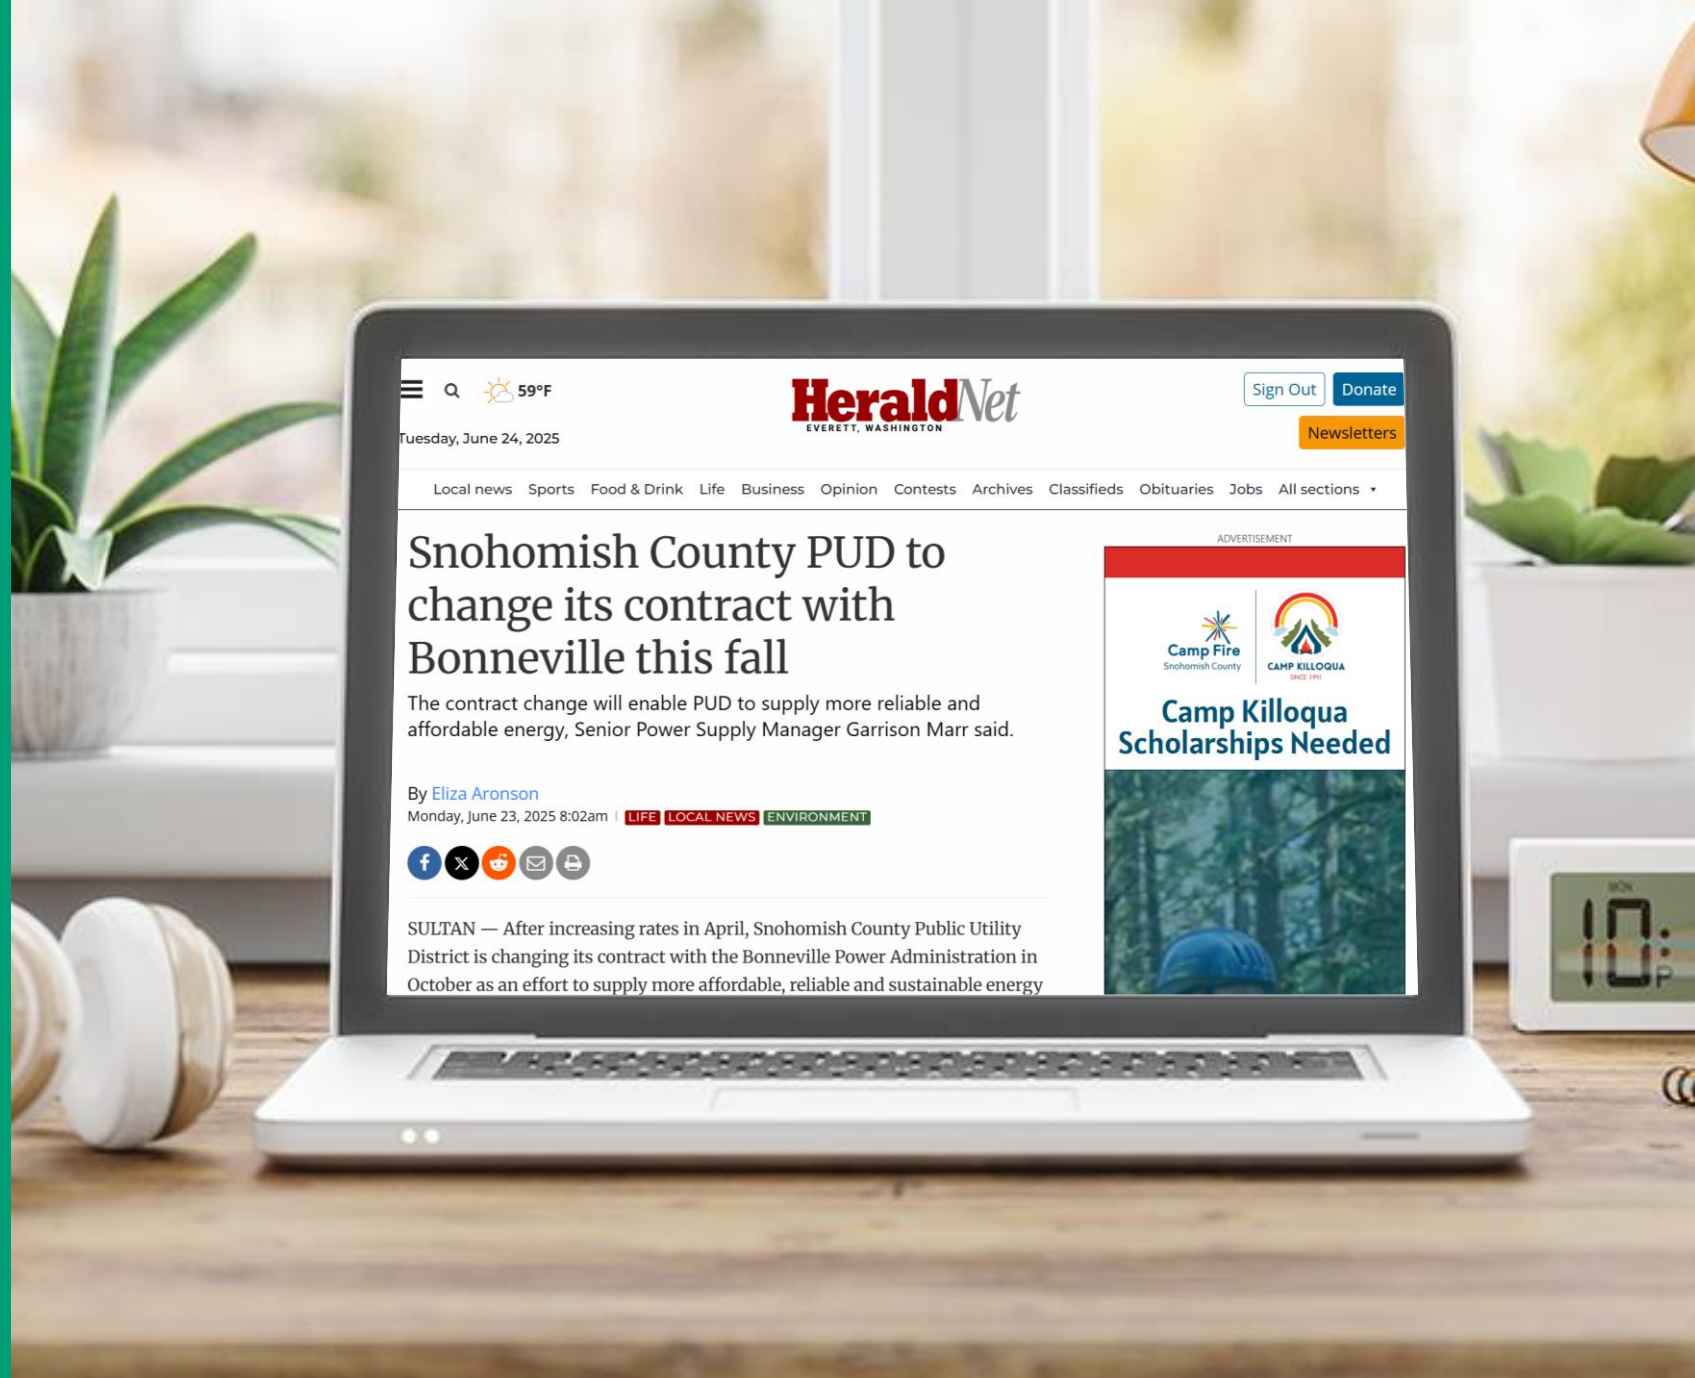 59°F
HeraldNet
EVERETT, WASHINGTON
Sign Out Donate
Tuesday, June 24, 2025
Newsletters
Local news Sports Food & Drink Life Business Opinion Contests Archives Classifieds Obituaries Jobs All sections
Snohomish County PUD to
change its contract with
Bonneville this fall
The contract change will enable PUD to supply more reliable and
affordable energy, Senior Power Supply Manager Garrison Marr said.
By Eliza Aronson
Monday, June 23, 2025 8:02am | LIFE LOCAL NEWS ENVIRONMENT
SULTAN — After increasing rates in April, Snohomish County Public Utility
District is changing its contract with the Bonneville Power Administration in
October as an effort to supply more affordable, reliable and sustainable energy
ADVERTISEMENT
Camp Fire
Snohomish County
CAMP KILLOQUA
SINCE 1941
Camp Killoqua
Scholarships Needed
MON
10:
P